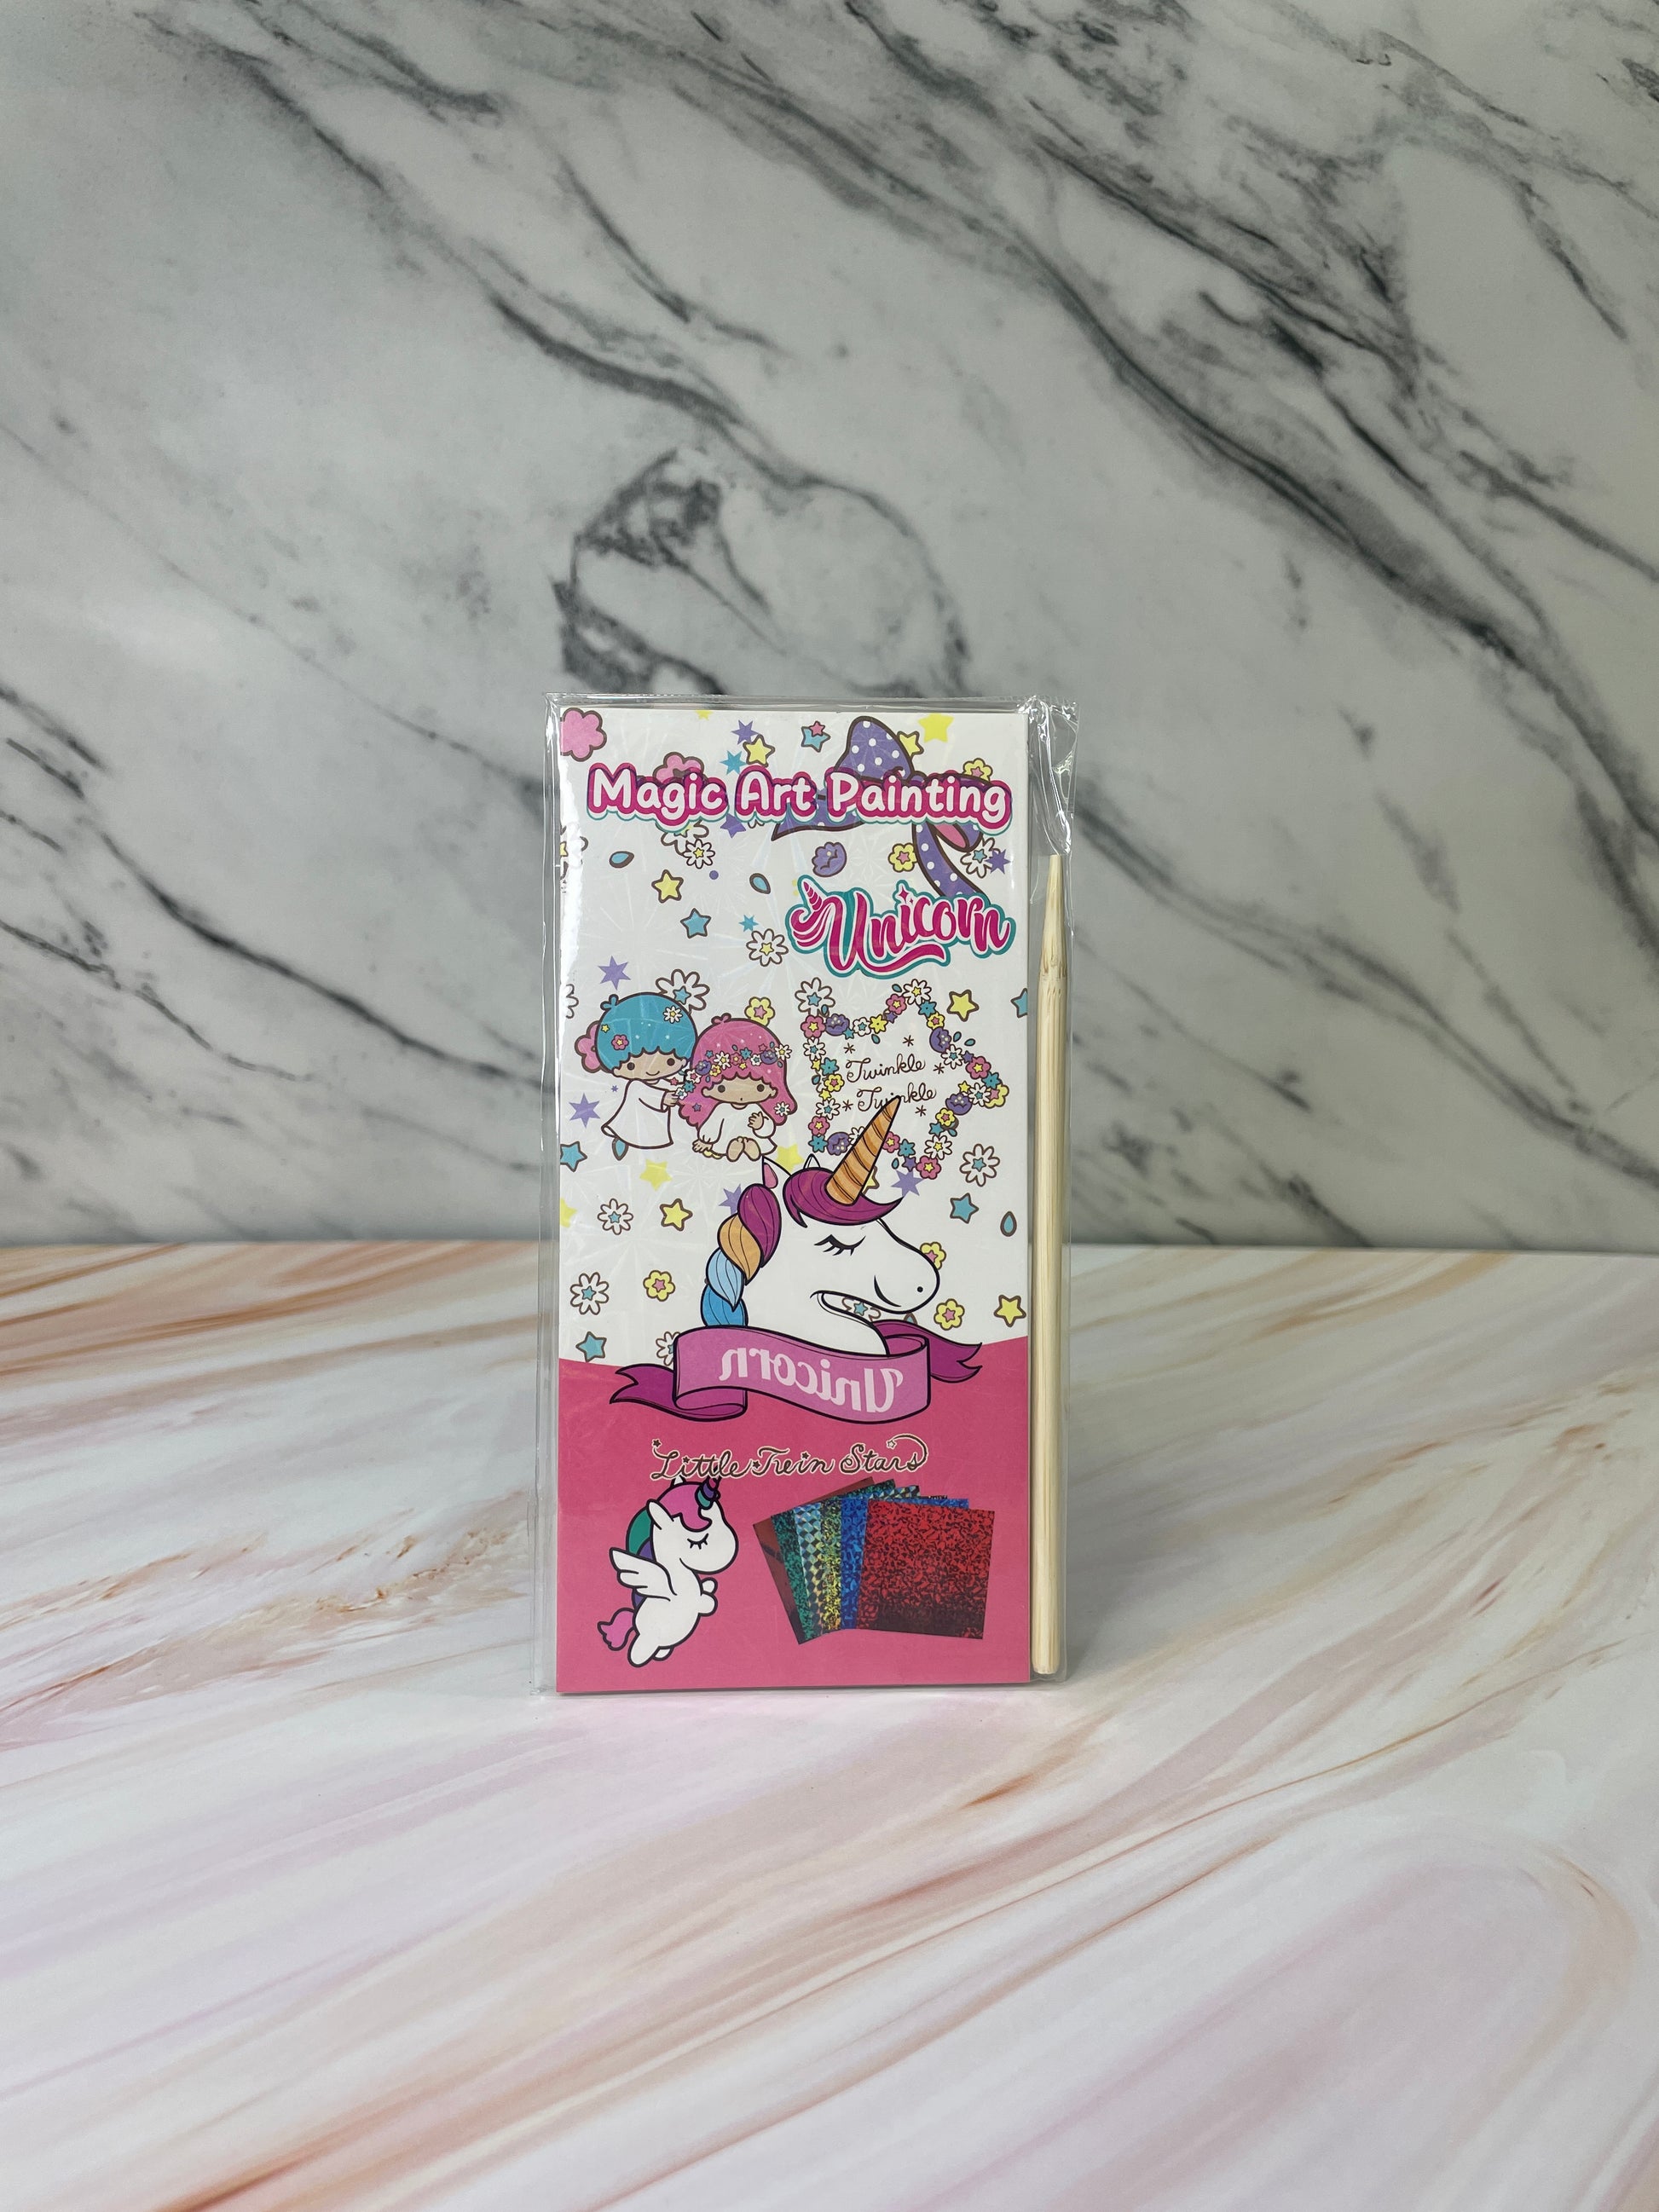 Magic Art Painting
Unicorn
Twinkle
Twinkle
Unicorn
Little Twin Stars